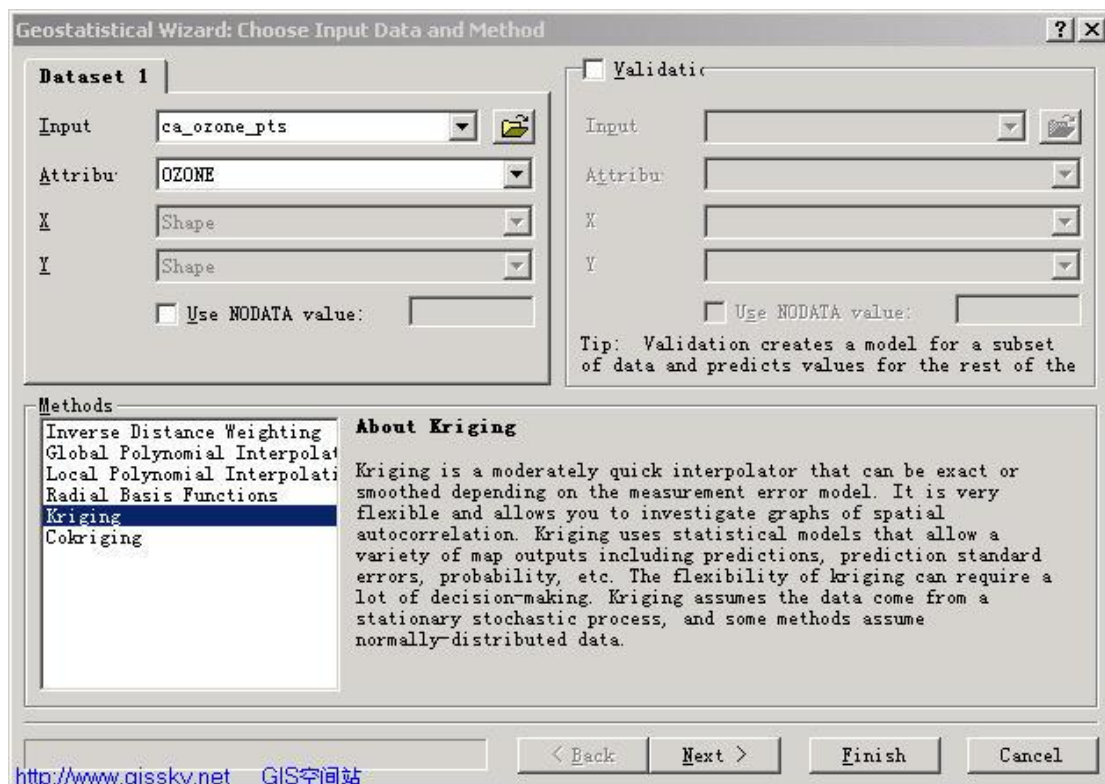 Geostatistical Wizard: Choose Input Data and Method
Dataset 1
Input
ca_ozone_pts
Attribu
OZONE
X
Shape
Y
Shape
Use NODATA value:
Validati
Input
Attribu
X
Y
Use NODATA value:
Tip: Validation creates a model for a subset
of data and predicts values for the rest of the
Methods
Inverse Distance Weighting
Global Polynomial Interpolat
Local Polynomial Interpolati
Radial Basis Functions
Kriging
Cokriging
About Kriging
Kriging is a moderately quick interpolator that can be exact or
smoothed depending on the measurement error model. It is very
flexible and allows you to investigate graphs of spatial
autocorrelation. Kriging uses statistical models that allow a
variety of map outputs including predictions, prediction standard
errors, probability, etc. The flexibility of kriging can require a
lot of decision-making. Kriging assumes the data come from a
stationary stochastic process, and some methods assume
normally-distributed data.
< Back
Next >
Finish
Cancel
http://www.gissky.net GIS空间站